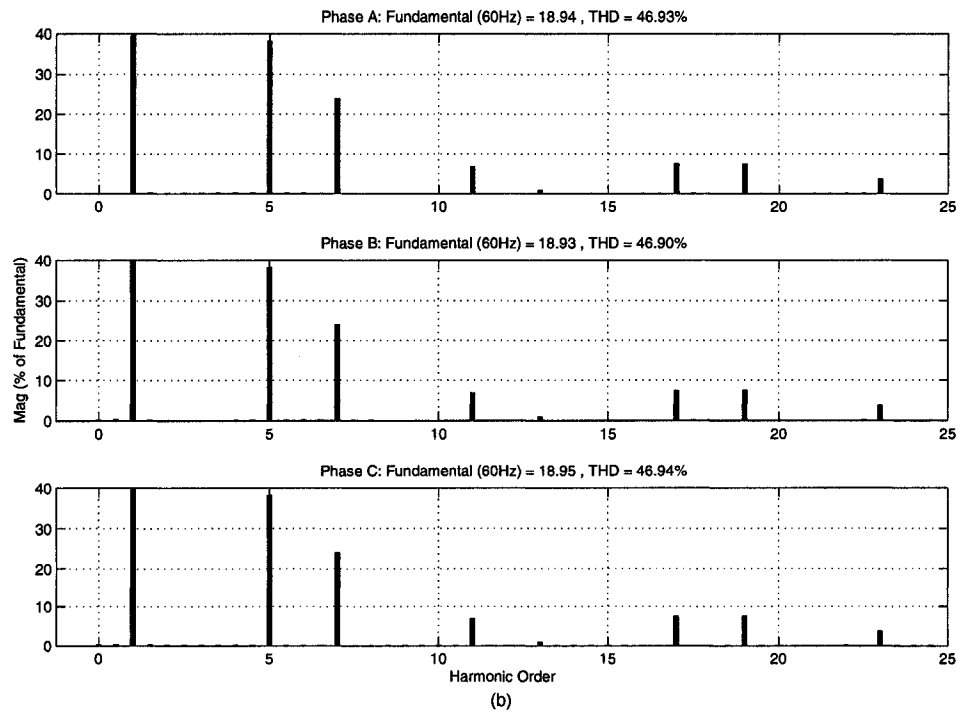 Phase A: Fundamental (60Hz) = 18.94 , THD = 46.93%
40
30
20
10
0
0 5 10 15 20 25
Phase B: Fundamental (60Hz) = 18.93 , THD = 46.90%
Mag (% of Fundamental)
40
30
20
10
0
0 5 10 15 20 25
Phase C: Fundamental (60Hz) = 18.95 , THD = 46.94%
40
30
20
10
0
0 5 10 15 20 25
Harmonic Order
(b)